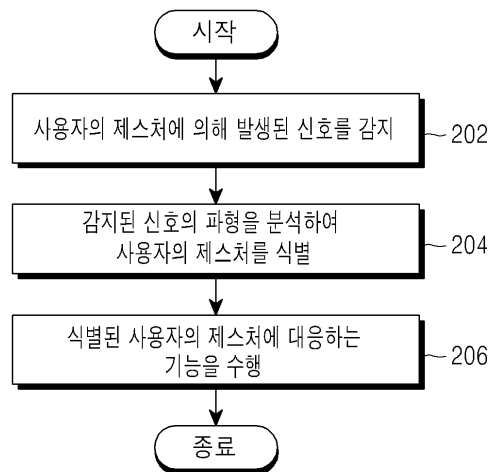 시작
사용자의 제스처에 의해 발생된 신호를 감지
202
감지된 신호의 파형을 분석하여
사용자의 제스처를 식별
204
식별된 사용자의 제스처에 대응하는
기능을 수행
206
종료